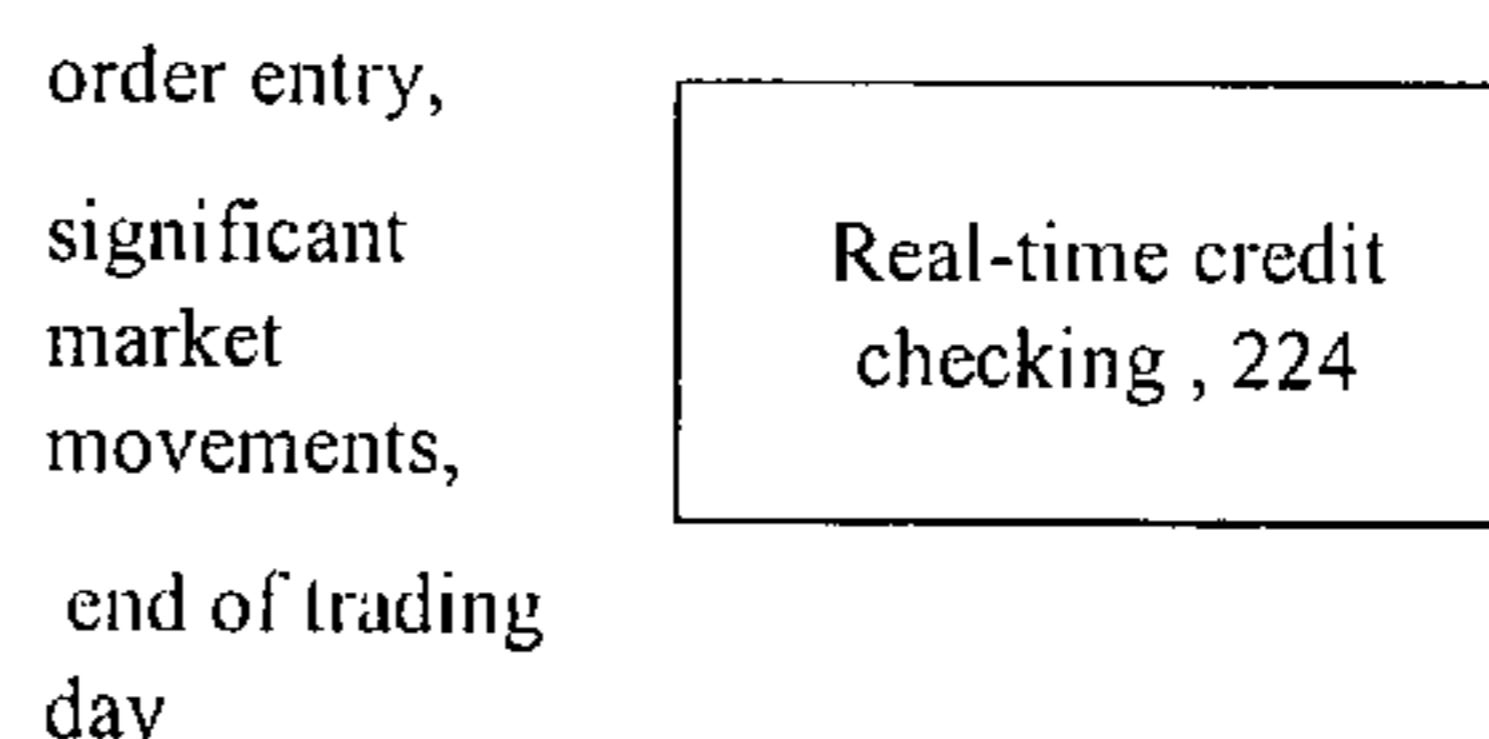 order entry,
significant
market
movements,
end of trading
day
Real-time credit
checking , 224